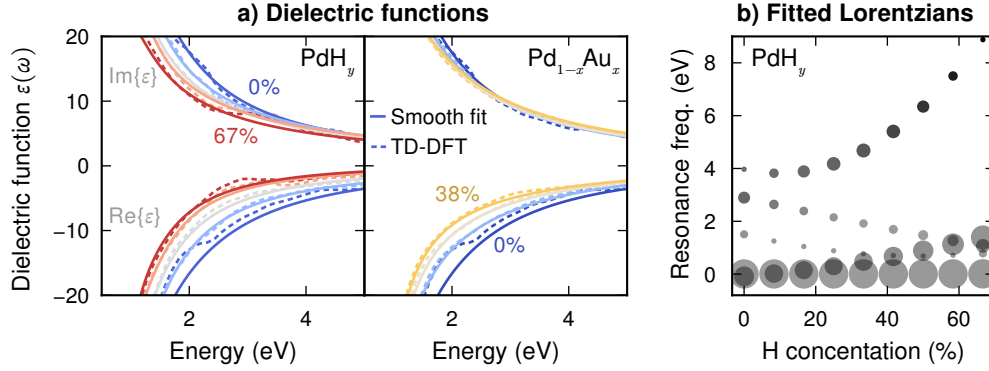 a) Dielectric functions
Dielectric function ε(ω)
20
10
0
−10
−20
Im{ε}
Re{ε}
PdH_y
0%
67%
2
4
Energy (eV)
Pd_{1−x}Au_x
Smooth fit
TD-DFT
38%
0%
2
4
Energy (eV)
b) Fitted Lorentzians
Resonance freq. (eV)
PdH_y
8
6
4
2
0
0
20
40
60
H concentation (%)